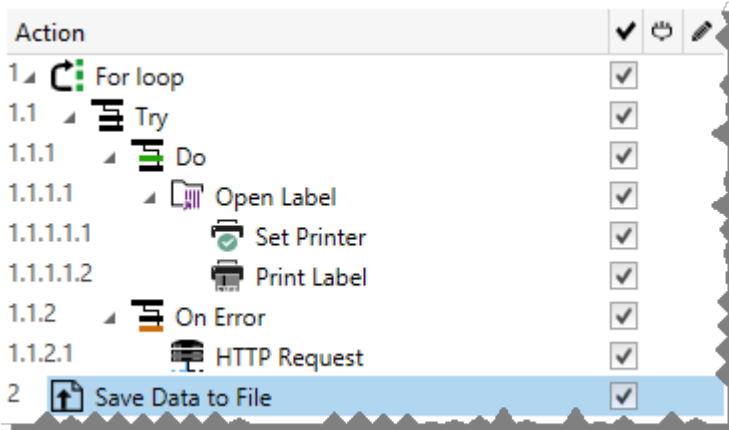 Action
1 For loop
1.1 Try
1.1.1 Do
1.1.1.1 Open Label
1.1.1.1.1 Set Printer
1.1.1.1.2 Print Label
1.1.2 On Error
1.1.2.1 HTTP Request
2 Save Data to File